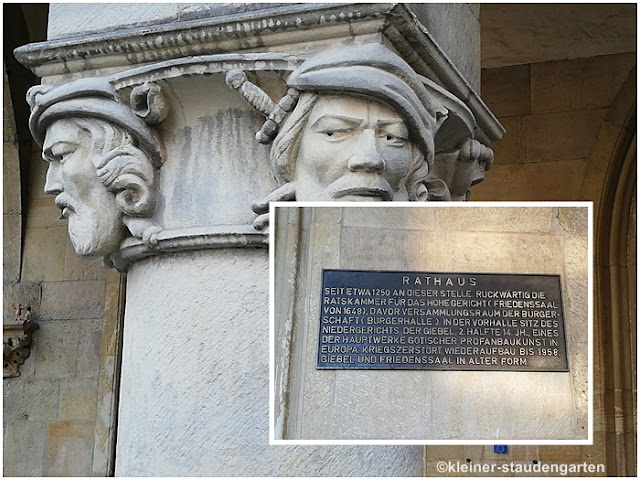 RATHAUS
SEIT ETWA 1250 AN DIESER STELLE. RÜCKWÄRTIG DIE
RATSKAMMER FÜR DAS HOHE GERICHT (FRIEDENSSAAL
VON 1648), DAVOR VERSAMMLUNGSRAUM DER BÜRGER-
SCHAFT (BÜRGERHALLE), IN DER VORHALLE SITZ DES
NIEDERGERICHTS. DER GIEBEL, 2. HÄLFTE 14. JH., EINES
DER HAUPTWERKE GOTISCHER PROFANBAUKUNST IN
EUROPA. KRIEGSZERSTÖRT, WIEDERAUFBAU BIS 1958.
GIEBEL UND FRIEDENSSAAL IN ALTER FORM.
©kleiner-staudengarten